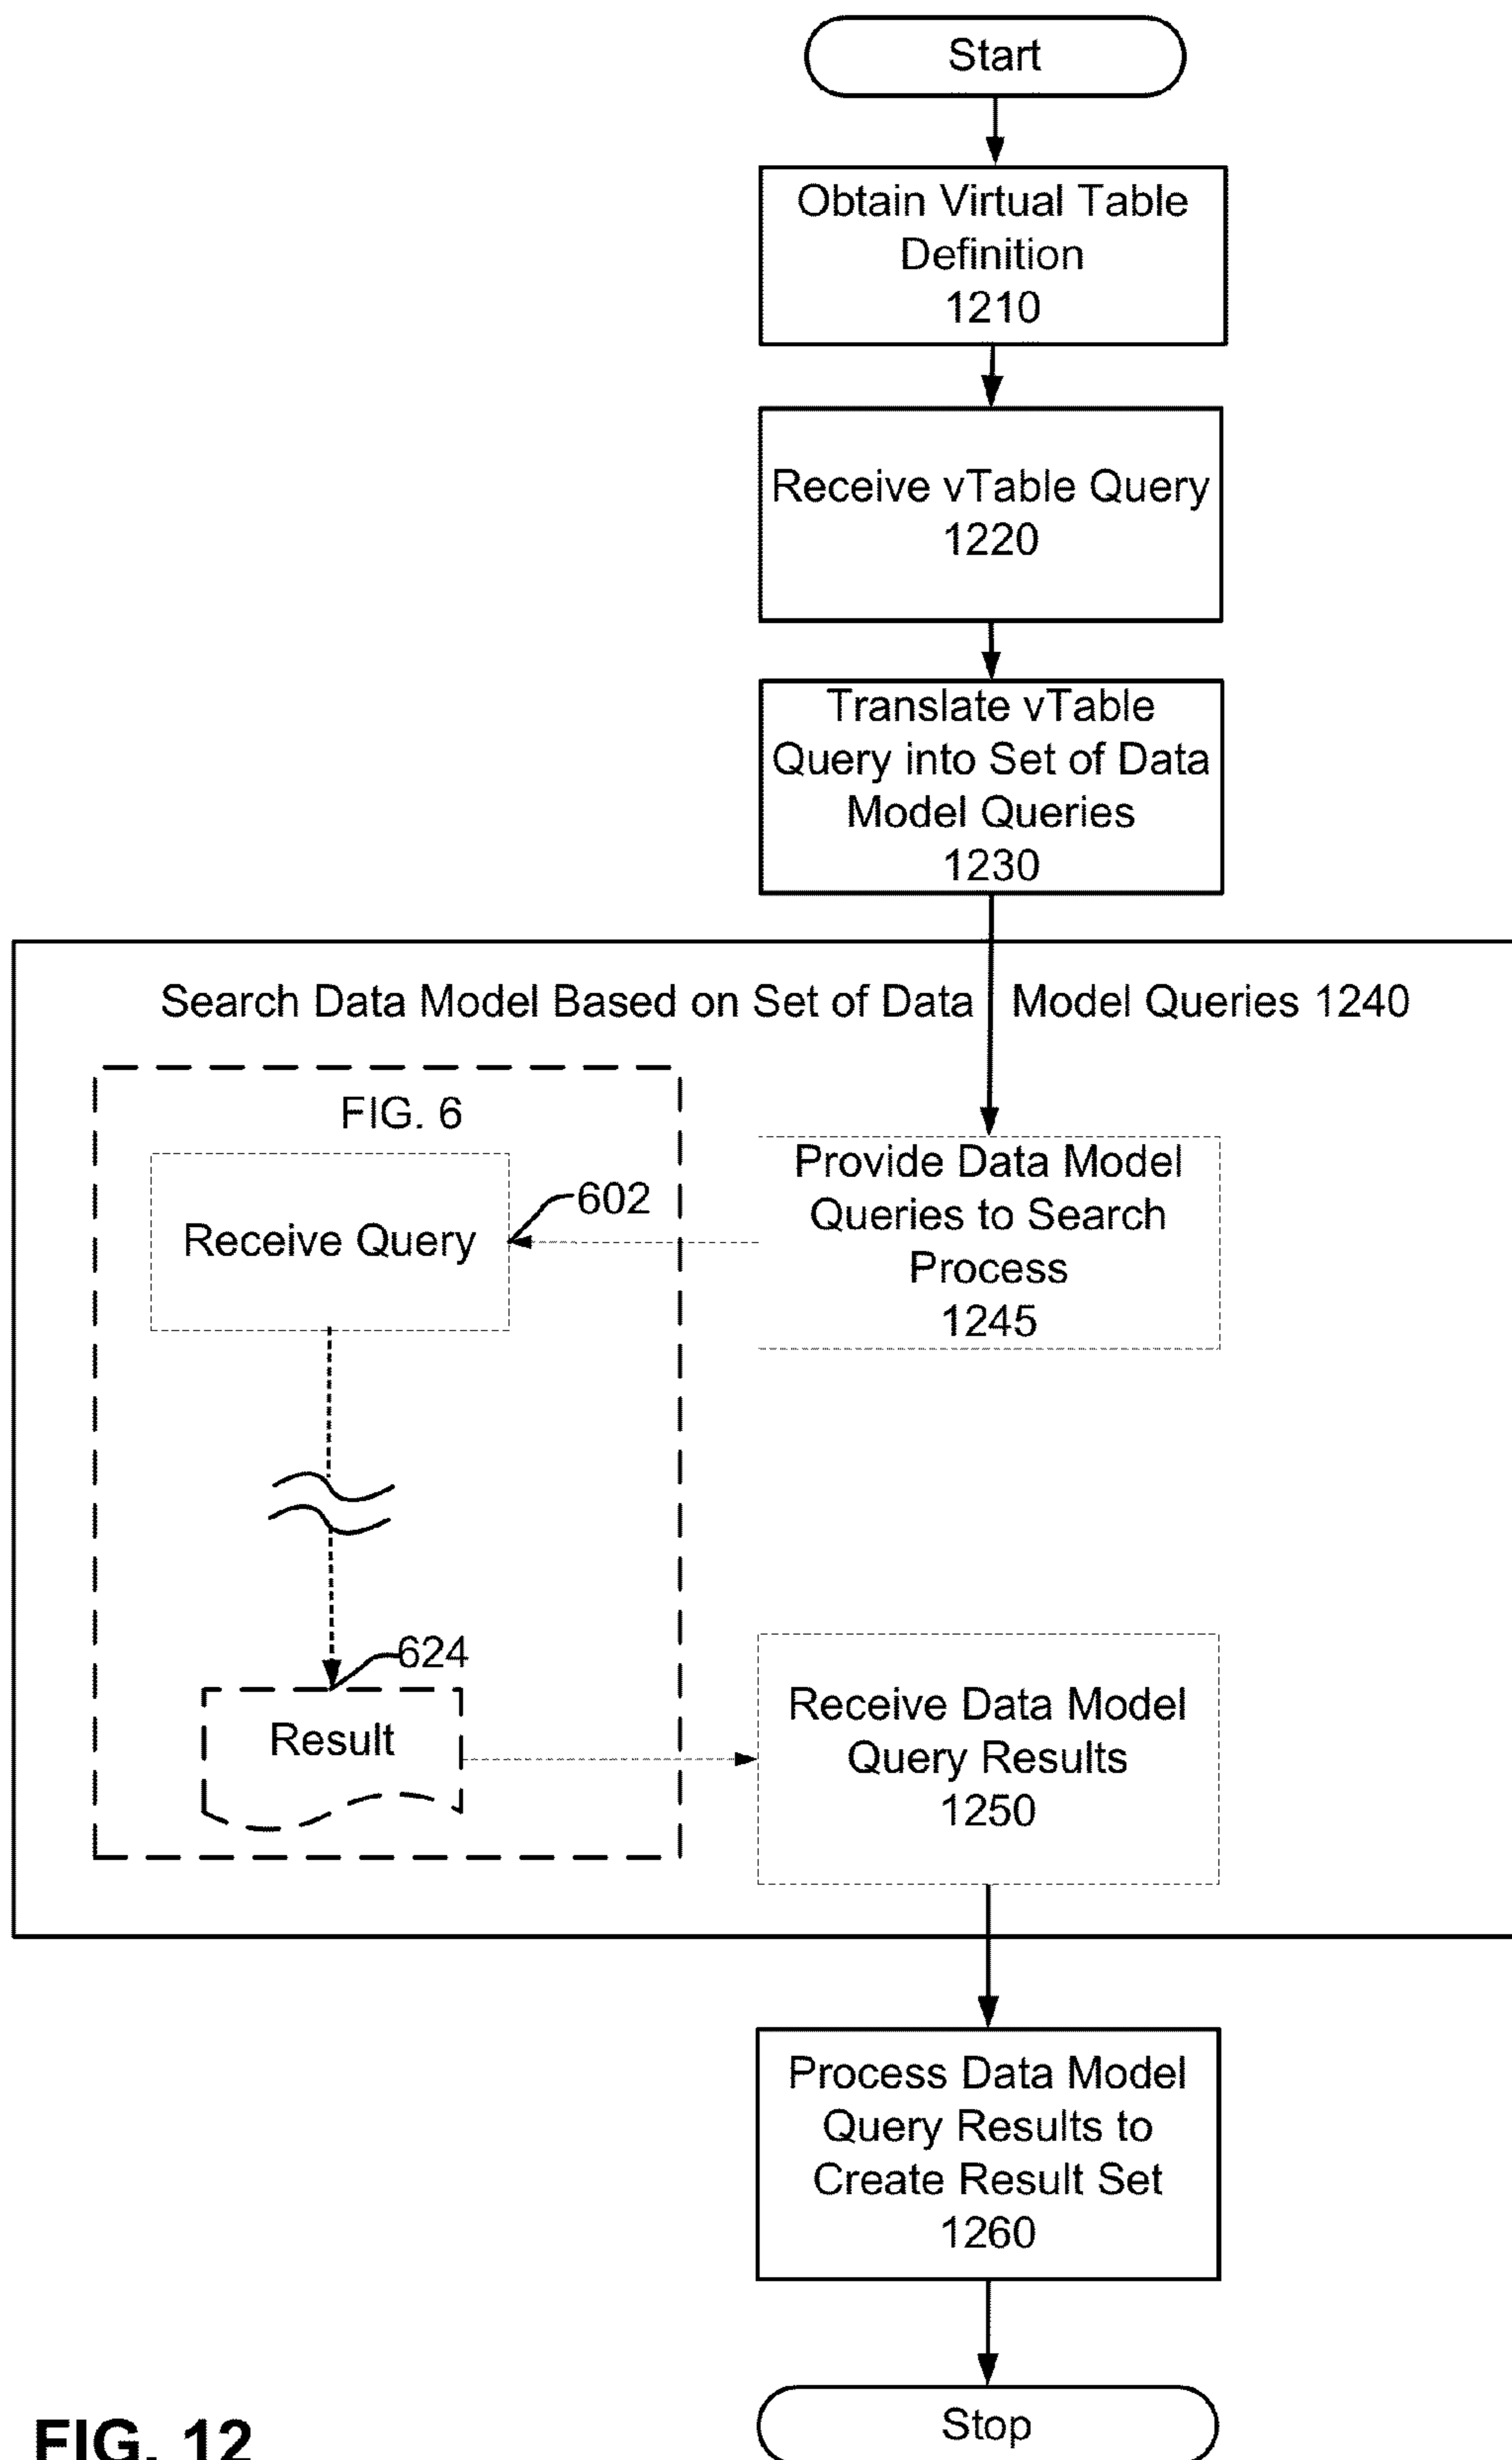 Start
Obtain Virtual Table
Definition
1210
Receive vTable Query
1220
Translate vTable
Query into Set of Data
Model Queries
1230
Search Data Model Based on Set of Data Model Queries 1240
FIG. 6
Receive Query
602
Provide Data Model
Queries to Search
Process
1245
624
Result
Receive Data Model
Query Results
1250
Process Data Model
Query Results to
Create Result Set
1260
Stop
FIG. 12